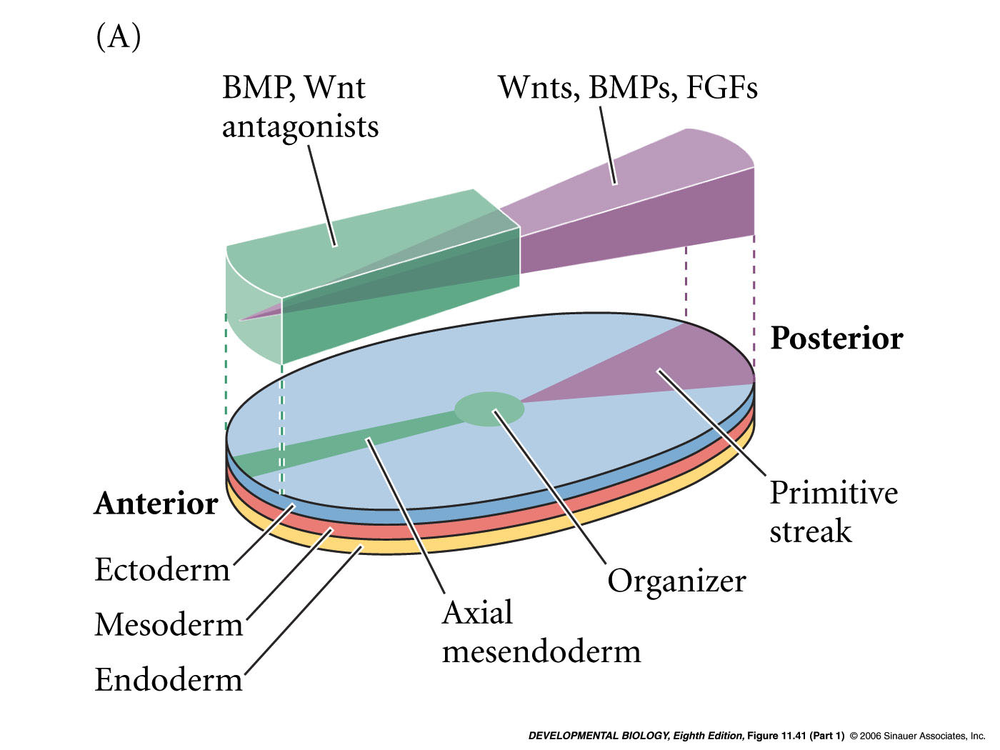 (A)
BMP, Wnt
antagonists
Wnts, BMPs, FGFs
Posterior
Anterior
Primitive
streak
Ectoderm
Organizer
Mesoderm
Axial
mesendoderm
Endoderm
DEVELOPMENTAL BIOLOGY, Eighth Edition, Figure 11.41 (Part 1) © 2006 Sinauer Associates, Inc.